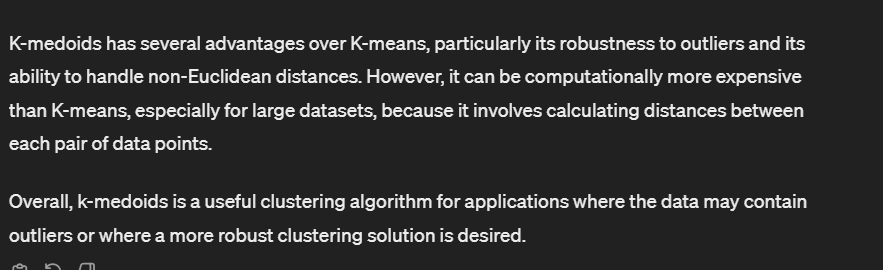 K-medoids has several advantages over K-means, particularly its robustness to outliers and its
ability to handle non-Euclidean distances. However, it can be computationally more expensive
than K-means, especially for large datasets, because it involves calculating distances between
each pair of data points.
Overall, k-medoids is a useful clustering algorithm for applications where the data may contain
outliers or where a more robust clustering solution is desired.